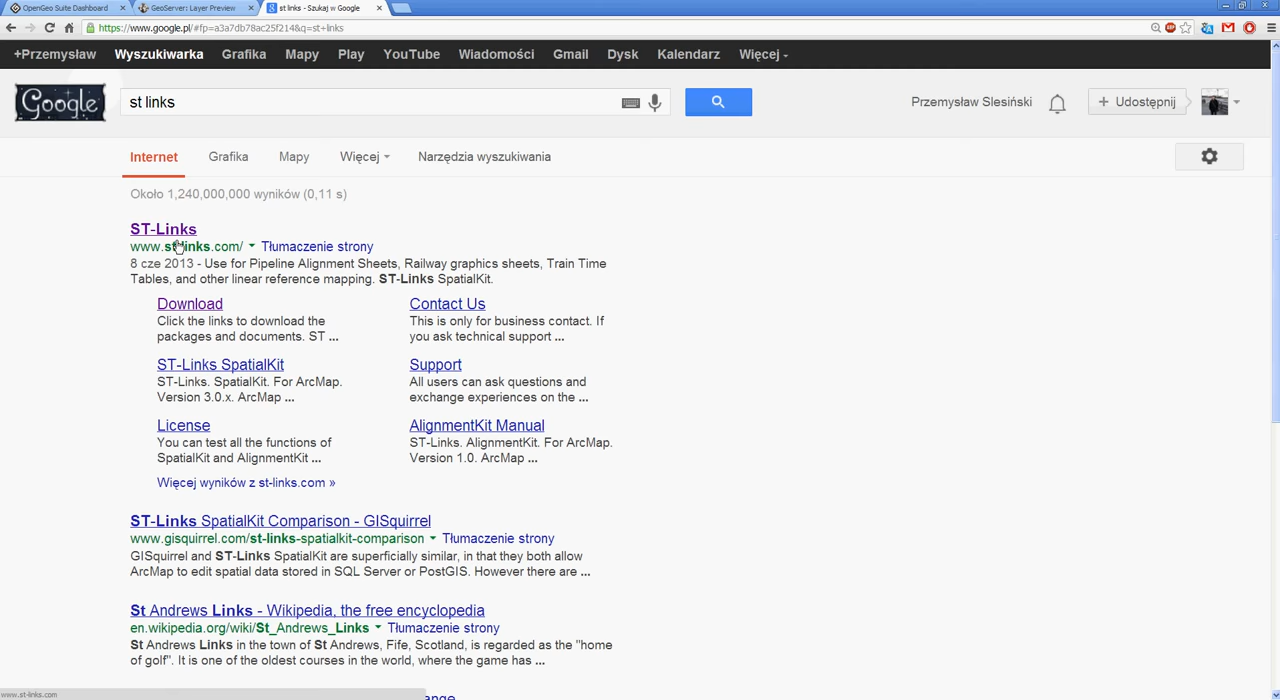 OpenGeo Suite Dashboard
GeoServer: Layer Preview
st links - Szukaj w Google
https://www.google.pl/#fp=a3a7db78ac25f214&q=st+links
+Przemysław Wyszukiwarka Grafika Mapy Play YouTube Wiadomości Gmail Dysk Kalendarz Więcej
Google
st links
Przemysław Slesiński
+ Udostępnij
Internet Grafika Mapy Więcej Narzędzia wyszukiwania
Około 1,240,000,000 wyników (0,11 s)
ST-Links
www.st-links.com/ Tłumaczenie strony
8 cze 2013 - Use for Pipeline Alignment Sheets, Railway graphics sheets, Train Time
Tables, and other linear reference mapping. ST-Links SpatialKit.
Download
Click the links to download the
packages and documents. ST ...
Contact Us
This is only for business contact. If
you ask technical support ...
ST-Links SpatialKit
ST-Links. SpatialKit. For ArcMap.
Version 3.0.x. ArcMap ...
Support
All users can ask questions and
exchange experiences on the ...
License
You can test all the functions of
SpatialKit and AlignmentKit ...
AlignmentKit Manual
ST-Links. AlignmentKit. For ArcMap.
Version 1.0. ArcMap ...
Więcej wyników z st-links.com »
ST-Links SpatialKit Comparison - GISquirrel
www.gisquirrel.com/st-links-spatialkit-comparison Tłumaczenie strony
GISquirrel and ST-Links SpatialKit are superficially similar, in that they both allow
ArcMap to edit spatial data stored in SQL Server or PostGIS. However there are ...
St Andrews Links - Wikipedia, the free encyclopedia
en.wikipedia.org/wiki/St_Andrews_Links Tłumaczenie strony
St Andrews Links in the town of St Andrews, Fife, Scotland, is regarded as the "home
of golf". It is one of the oldest courses in the world, where the game has ...
www.st-links.com